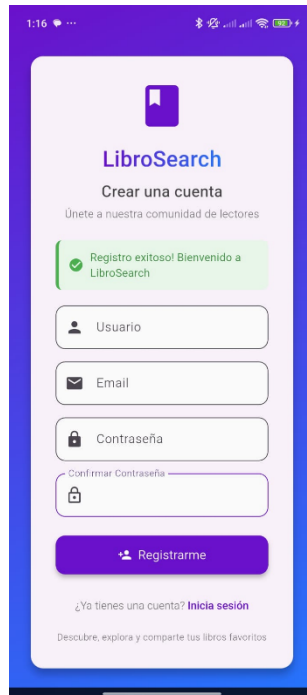 1:16
LibroSearch
Crear una cuenta
Únete a nuestra comunidad de lectores
Registro exitoso! Bienvenido a
LibroSearch
Usuario
Email
Contraseña
Confirmar Contraseña
Registrarme
¿Ya tienes una cuenta? Inicia sesión
Descubre, explora y comparte tus libros favoritos